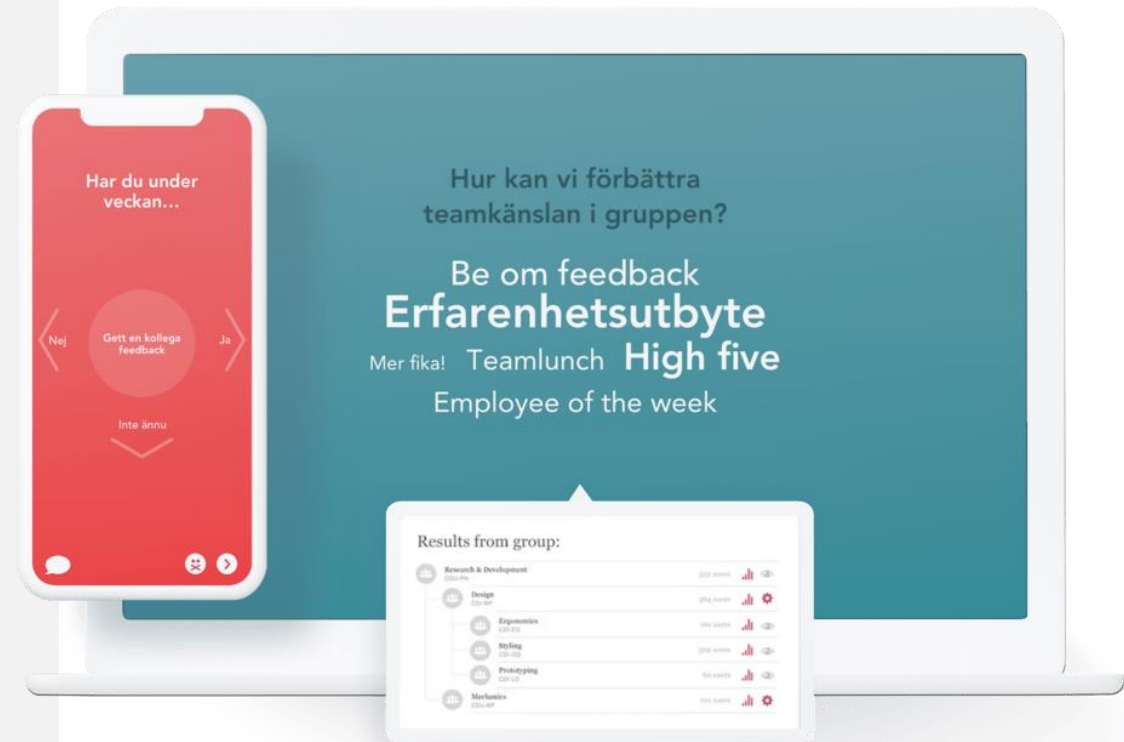 Har du under
veckan...
Nej
Gett en kollega
feedback
Ja
Inte ännu
Hur kan vi förbättra
teamkänslan i gruppen?
Be om feedback
Erfarenhetsutbyte
Mer fika! Teamlunch High five
Employee of the week
Results from group:
Research & Development
Design
Ergonomics
Styling
Prototyping
Mechanics